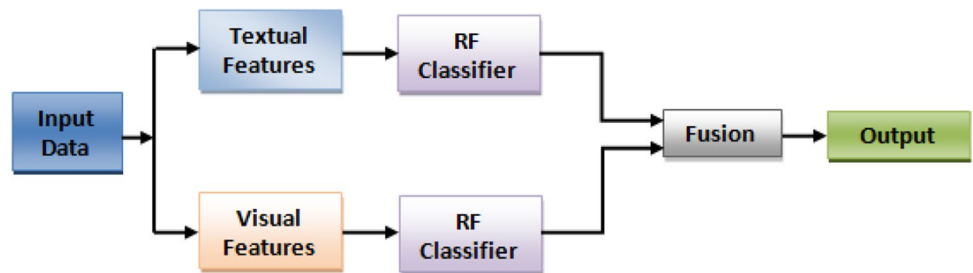 Textual
Features
RF
Classifier
Input
Data
Fusion
Output
Visual
Features
RF
Classifier